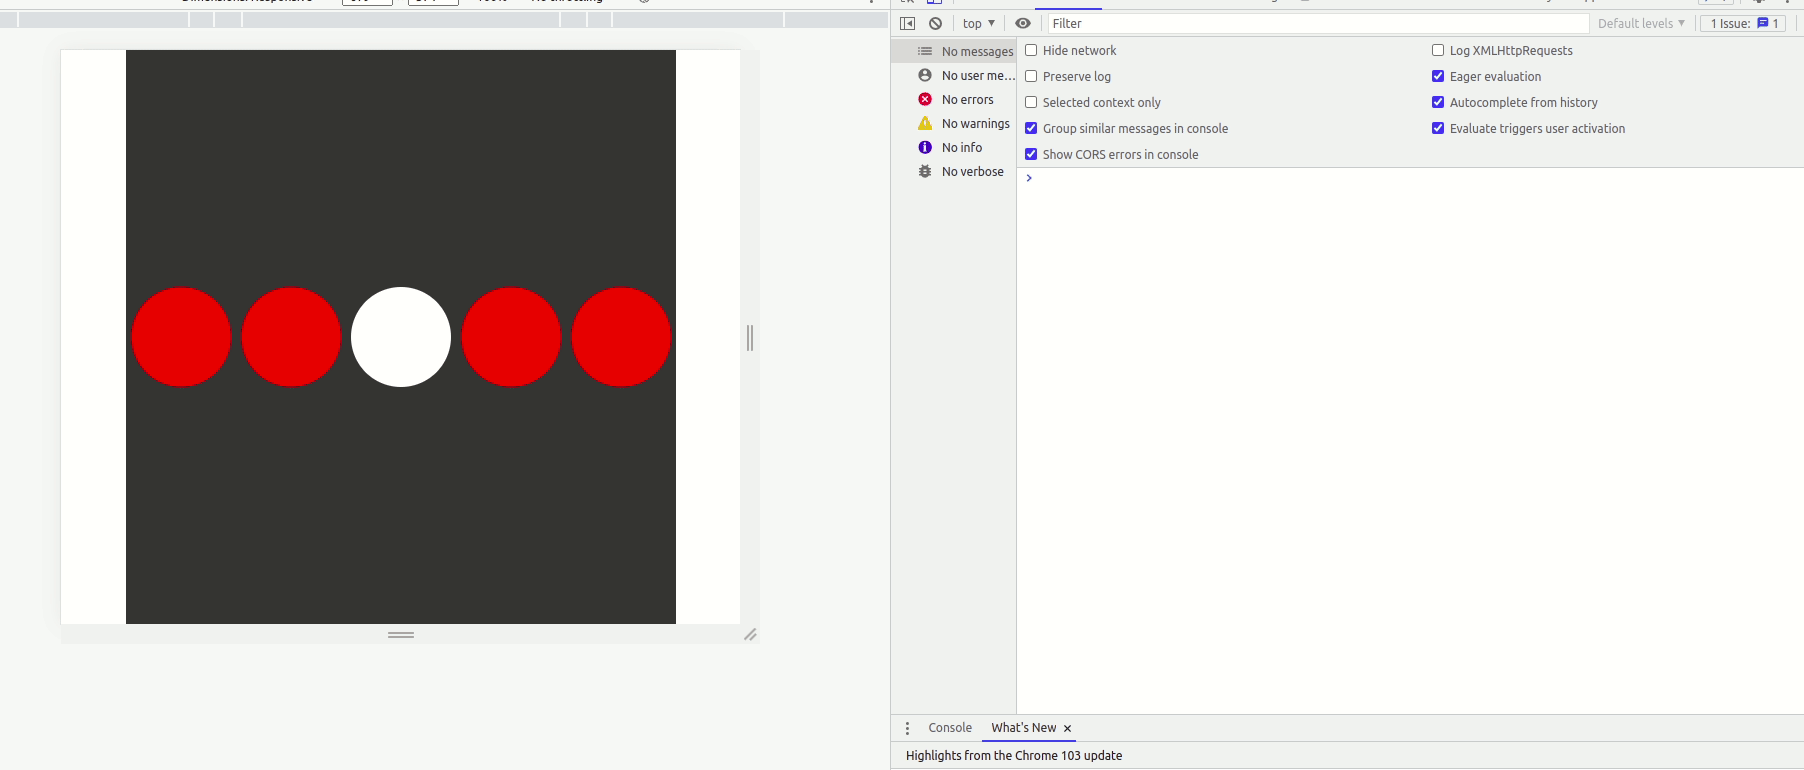 top ▼
Filter
Default levels ▼
1 Issue: 1
No messages
No user me...
No errors
No warnings
No info
No verbose
Hide network
Log XMLHttpRequests
Preserve log
Eager evaluation
Selected context only
Autocomplete from history
Group similar messages in console
Evaluate triggers user activation
Show CORS errors in console
Console
What's New
Highlights from the Chrome 103 update